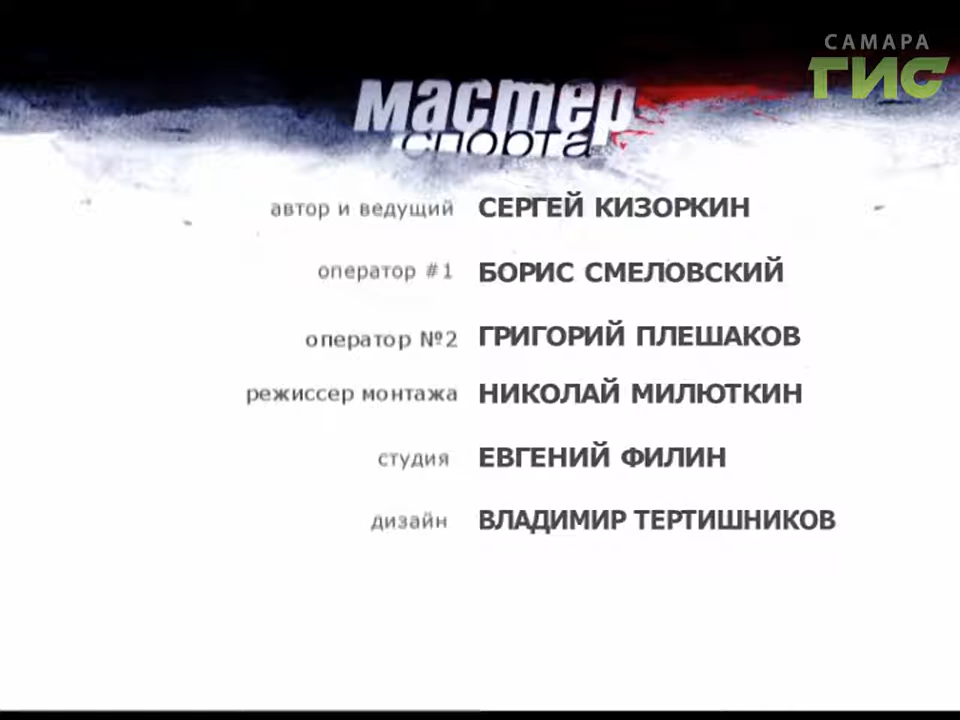 САМАРА
ГИС
мастер
спорта
автор и ведущий СЕРГЕЙ КИЗОРКИН
оператор #1 БОРИС СМЕЛОВСКИЙ
оператор №2 ГРИГОРИЙ ПЛЕШАКОВ
режиссер монтажа НИКОЛАЙ МИЛЮТКИН
студия ЕВГЕНИЙ ФИЛИН
дизайн ВЛАДИМИР ТЕРТИШНИКОВ